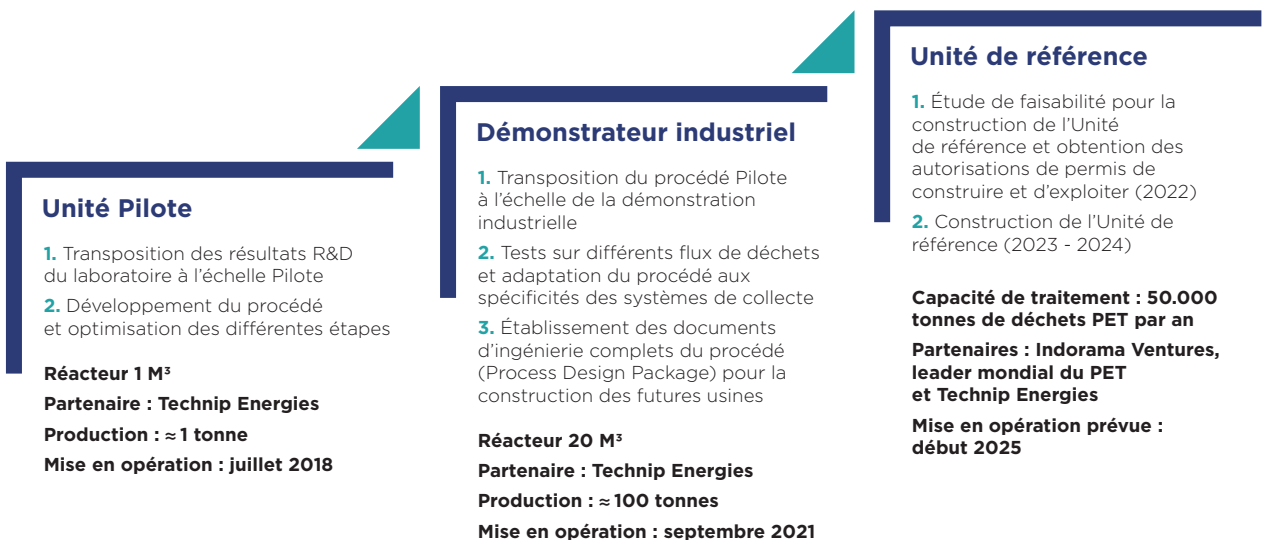 Unité Pilote
1. Transposition des résultats R&D
du laboratoire à l'échelle Pilote
2. Développement du procédé
et optimisation des différentes étapes
Réacteur 1 M³
Partenaire : Technip Energies
Production : ≈ 1 tonne
Mise en opération : juillet 2018
Démonstrateur industriel
1. Transposition du procédé Pilote
à l'échelle de la démonstration
industrielle
2. Tests sur différents flux de déchets
et adaptation du procédé aux
spécificités des systèmes de collecte
3. Établissement des documents
d'ingénierie complets du procédé
(Process Design Package) pour la
construction des futures usines
Réacteur 20 M³
Partenaire : Technip Energies
Production : ≈ 100 tonnes
Mise en opération : septembre 2021
Unité de référence
1. Étude de faisabilité pour la
construction de l'Unité
de référence et obtention des
autorisations de permis de
construire et d'exploiter (2022)
2. Construction de l'Unité de
référence (2023 - 2024)
Capacité de traitement : 50.000
tonnes de déchets PET par an
Partenaires : Indorama Ventures,
leader mondial du PET
et Technip Energies
Mise en opération prévue :
début 2025